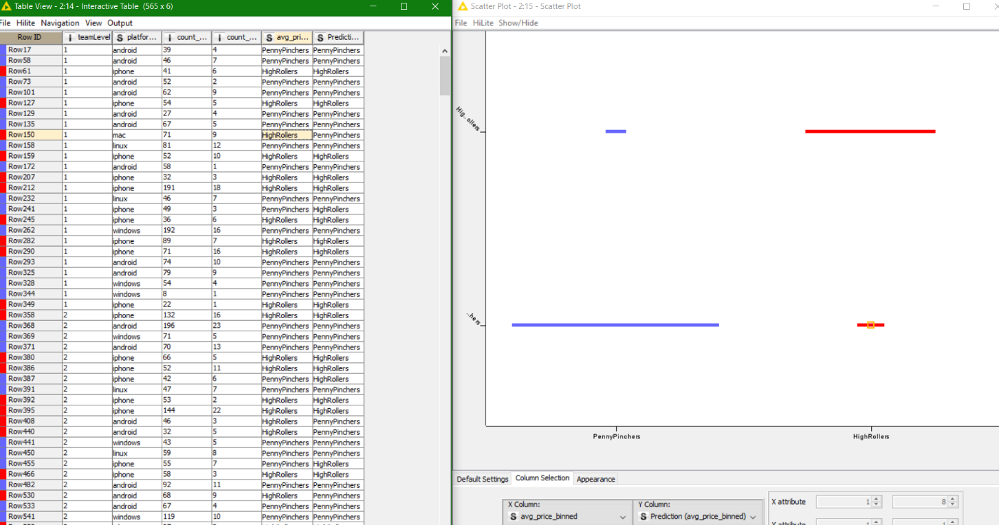 Table View - 2:14 - Interactive Table (565 x 6)
File Hilite Navigation View Output
Row ID teamLevel S platfor... count_... count_... S avg_pri... S Predicti...
Row17 1 android 39 4 PennyPinchers PennyPinchers
Row58 1 android 46 7 PennyPinchers PennyPinchers
Row61 1 iphone 41 6 HighRollers HighRollers
Row73 1 android 52 2 PennyPinchers PennyPinchers
Row101 1 android 62 9 PennyPinchers PennyPinchers
Row127 1 iphone 54 5 HighRollers HighRollers
Row129 1 android 27 4 PennyPinchers PennyPinchers
Row135 1 android 67 5 PennyPinchers PennyPinchers
Row150 1 mac 71 9 HighRollers PennyPinchers
Row158 1 linux 81 12 PennyPinchers PennyPinchers
Row159 1 iphone 52 10 HighRollers HighRollers
Row172 1 android 58 1 PennyPinchers PennyPinchers
Row207 1 iphone 32 3 HighRollers HighRollers
Row212 1 iphone 191 18 HighRollers HighRollers
Row232 1 linux 46 7 PennyPinchers PennyPinchers
Row241 1 iphone 49 3 PennyPinchers HighRollers
Row245 1 iphone 36 6 HighRollers HighRollers
Row262 1 windows 192 16 PennyPinchers PennyPinchers
Row282 1 iphone 89 7 HighRollers HighRollers
Row290 1 iphone 71 16 HighRollers HighRollers
Row293 1 android 74 10 PennyPinchers PennyPinchers
Row325 1 android 79 9 PennyPinchers PennyPinchers
Row328 1 windows 54 4 PennyPinchers PennyPinchers
Row344 1 windows 8 1 PennyPinchers PennyPinchers
Row349 1 iphone 22 1 HighRollers HighRollers
Row358 2 iphone 132 16 HighRollers HighRollers
Row368 2 android 196 23 PennyPinchers PennyPinchers
Row369 2 windows 71 5 PennyPinchers PennyPinchers
Row371 2 android 70 13 PennyPinchers PennyPinchers
Row380 2 iphone 66 5 HighRollers HighRollers
Row386 2 iphone 52 11 HighRollers HighRollers
Row387 2 iphone 42 6 PennyPinchers HighRollers
Row391 2 linux 47 7 PennyPinchers PennyPinchers
Row392 2 iphone 53 2 HighRollers HighRollers
Row395 2 iphone 144 22 HighRollers HighRollers
Row408 2 android 46 3 HighRollers PennyPinchers
Row440 2 android 32 5 HighRollers PennyPinchers
Row441 2 windows 43 5 PennyPinchers PennyPinchers
Row450 2 linux 59 8 PennyPinchers PennyPinchers
Row455 2 iphone 55 7 PennyPinchers HighRollers
Row466 2 iphone 58 3 HighRollers HighRollers
Row482 2 android 92 11 PennyPinchers PennyPinchers
Row530 2 android 68 9 HighRollers PennyPinchers
Row533 2 android 67 4 PennyPinchers PennyPinchers
Row541 2 windows 119 10 PennyPinchers PennyPinchers
Scatter Plot - 2:15 - Scatter Plot
File HiLite Show/Hide
Hig..ollers
..hers
PennyPinchers HighRollers
Default Settings Column Selection Appearance
X Column: Y Column:
S avg_price_binned S Prediction (avg_price_binned)
X attribute 1 8